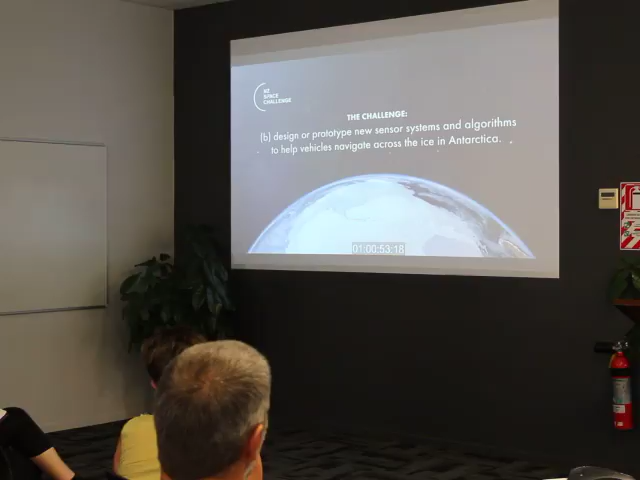 NZ
SPACE
CHALLENGE
THE CHALLENGE:
(b) design or prototype new sensor systems and algorithms
to help vehicles navigate across the ice in Antarctica.
01:00:53:18